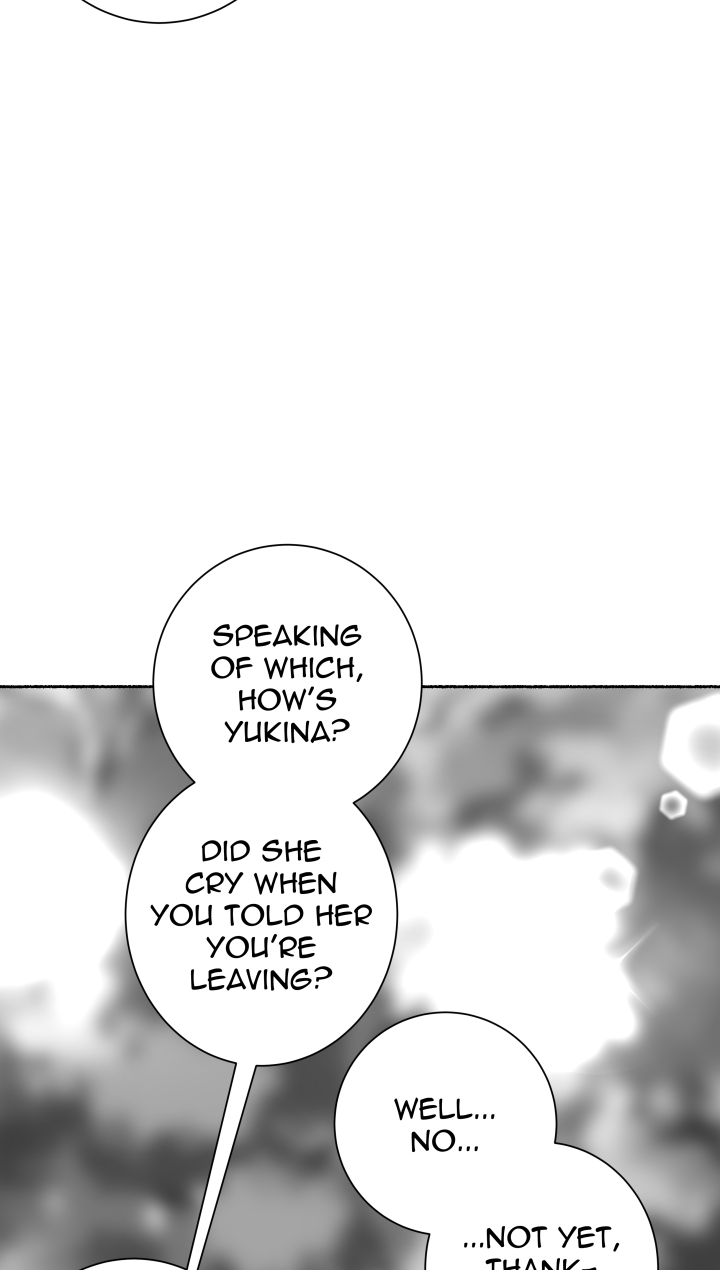 SPEAKING
OF WHICH,
HOW'S
YUKINA?
DID SHE
CRY WHEN
YOU TOLD HER
YOU'RE
LEAVING?
WELL...
NO...
...NOT YET,
THANK-